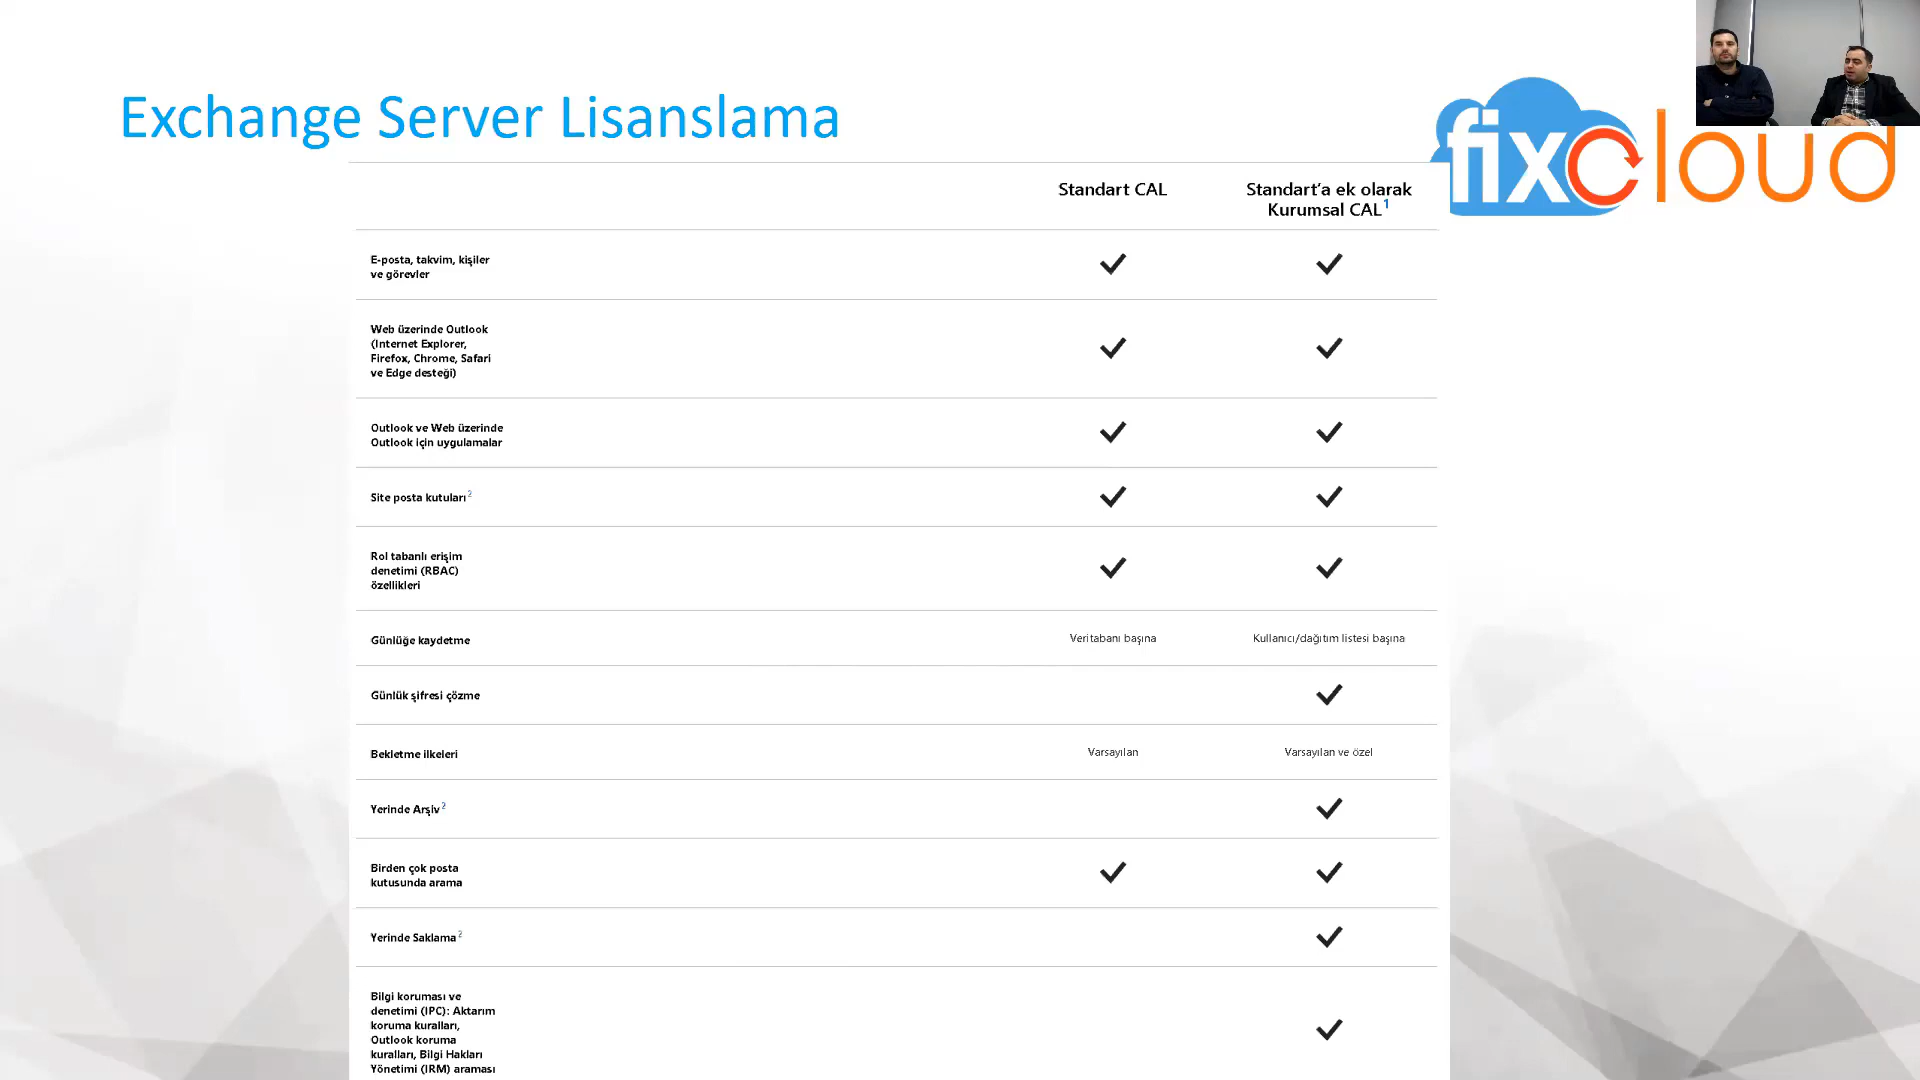 Exchange Server Lisanslama
fixcloud
Standart CAL
Standart’a ek olarak
Kurumsal CAL1
E-posta, takvim, kişiler
ve görevler
Web üzerinde Outlook
(Internet Explorer,
Firefox, Chrome, Safari
ve Edge desteği)
Outlook ve Web üzerinde
Outlook için uygulamalar
Site posta kutuları2
Rol tabanlı erişim
denetimi (RBAC)
özellikleri
Günlüğe kaydetme
Veritabanı başına
Kullanıcı/dağıtım listesi başına
Günlük şifresi çözme
Bekletme ilkeleri
Varsayılan
Varsayılan ve özel
Yerinde Arşiv2
Birden çok posta
kutusunda arama
Yerinde Saklama2
Bilgi koruması ve
denetimi (IPC): Aktarım
koruma kuralları,
Outlook koruma
kuralları, Bilgi Hakları
Yönetimi (IRM) araması